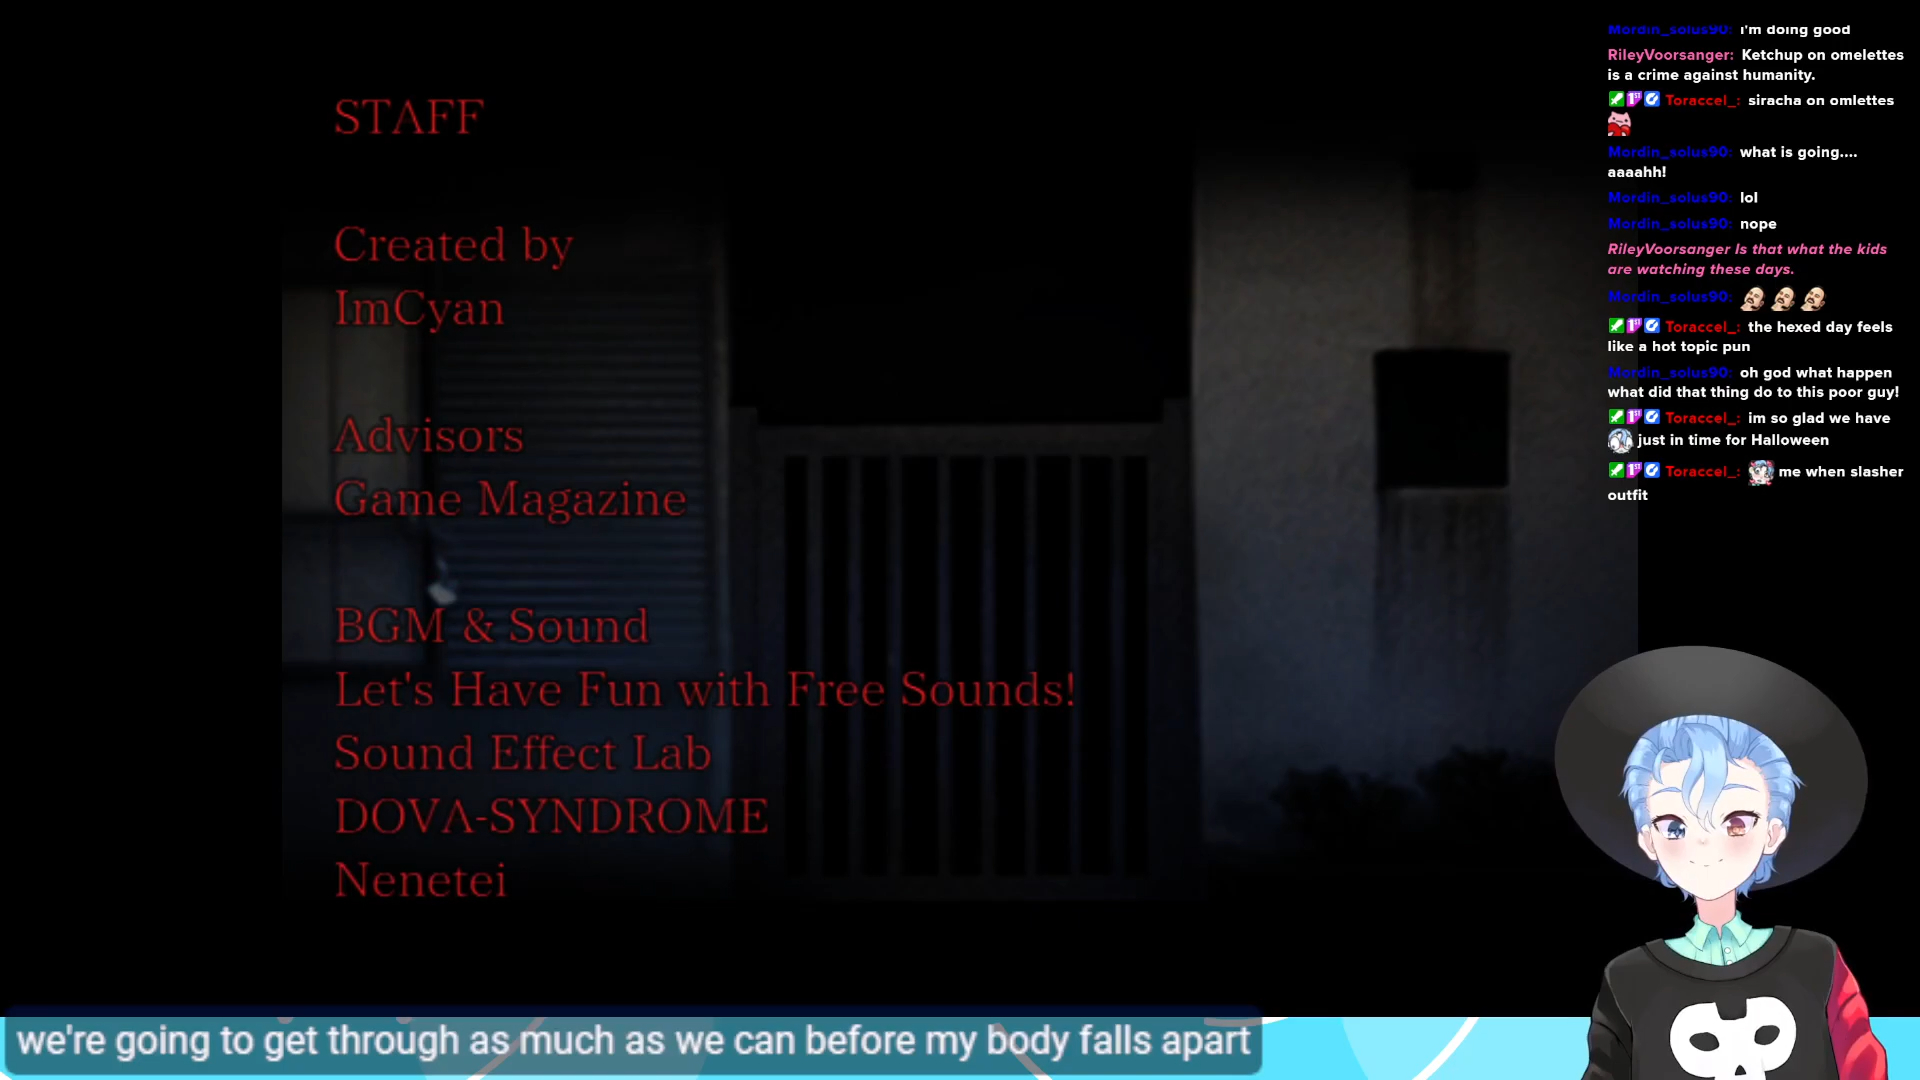 STAFF
Created by
ImCyan
Advisors
Game Magazine
BGM & Sound
Let's Have Fun with Free Sounds!
Sound Effect Lab
DOVA-SYNDROME
Nenetei
Mordin_solus90: i'm doing good
RileyVoorsanger: Ketchup on omelettes
is a crime against humanity.
Toraccel_: siracha on omlettes
Mordin_solus90: what is going....
aaaahh!
Mordin_solus90: lol
Mordin_solus90: nope
RileyVoorsanger Is that what the kids
are watching these days.
Mordin_solus90:
Toraccel_: the hexed day feels
like a hot topic pun
Mordin_solus90: oh god what happen
what did that thing do to this poor guy!
Toraccel_: im so glad we have
just in time for Halloween
Toraccel_: me when slasher
outfit
we're going to get through as much as we can before my body falls apart